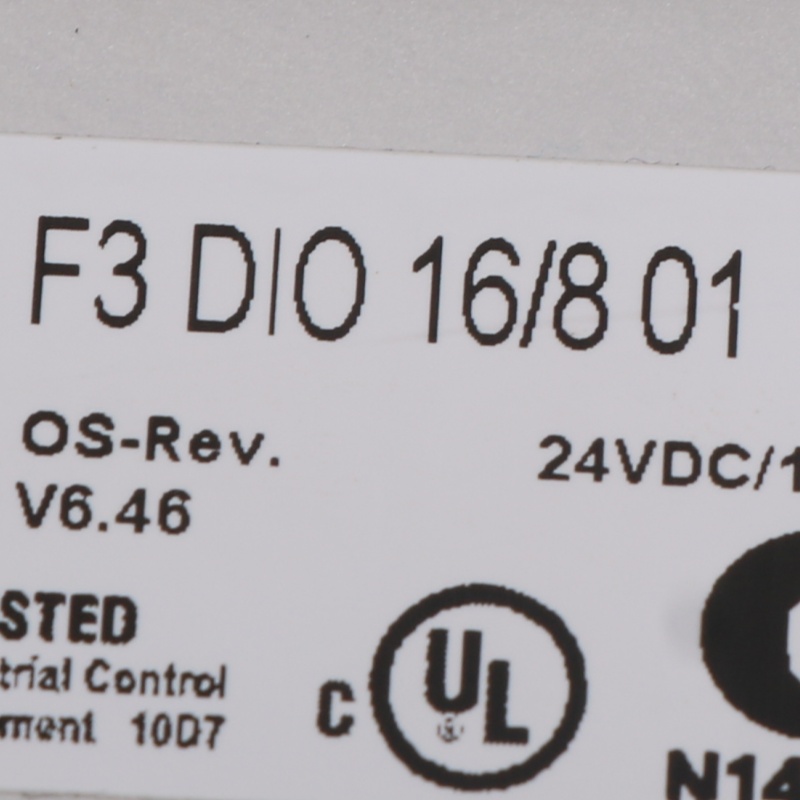 F3 DIO 16/8 01
OS-Rev.
24VDC/1
V6.46
STED
trial Control
ment 10D7
C UL
N14